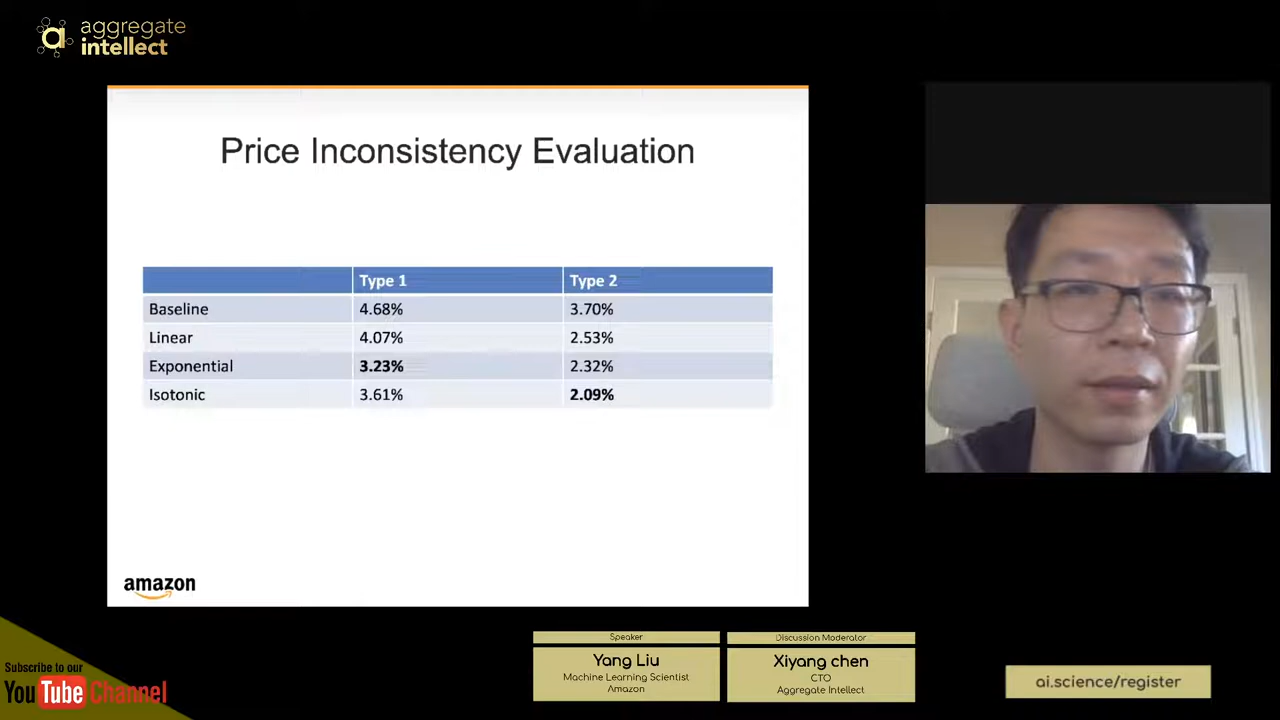 aggregate
intellect
Price Inconsistency Evaluation
Type 1 Type 2
Baseline 4.68% 3.70%
Linear 4.07% 2.53%
Exponential 3.23% 2.32%
Isotonic 3.61% 2.09%
amazon
Subscribe to our
YouTube Channel
Speaker
Yang Liu
Machine Learning Scientist
Amazon
Discussion Moderator
Xiyang chen
CTO
Aggregate Intellect
ai.science/register